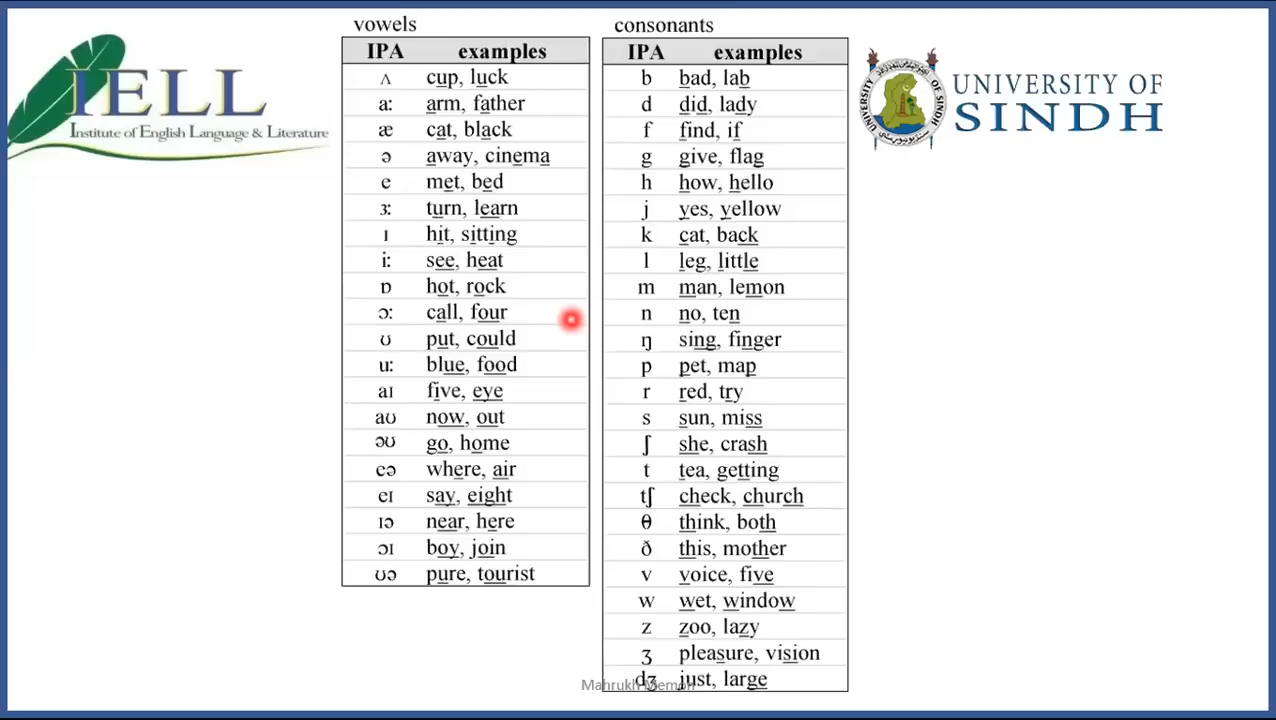 IELL
Institute of English Language & Literature
vowels
IPA examples
ʌ cup, luck
a: arm, father
æ cat, black
ə away, cinema
e met, bed
ɜ: turn, learn
ɪ hit, sitting
i: see, heat
ɒ hot, rock
ɔ: call, four
ʊ put, could
u: blue, food
aɪ five, eye
aʊ now, out
əʊ go, home
eə where, air
eɪ say, eight
ɪə near, here
ɔɪ boy, join
ʊə pure, tourist
consonants
IPA examples
b bad, lab
d did, lady
f find, if
g give, flag
h how, hello
j yes, yellow
k cat, back
l leg, little
m man, lemon
n no, ten
ŋ sing, finger
p pet, map
r red, try
s sun, miss
ʃ she, crash
t tea, getting
tʃ check, church
θ think, both
ð this, mother
v voice, five
w wet, window
z zoo, lazy
ʒ pleasure, vision
dʒ just, large
Mahrukh Memon
UNIVERSITY OF SINDH
UNIVERSITY OF
SINDH